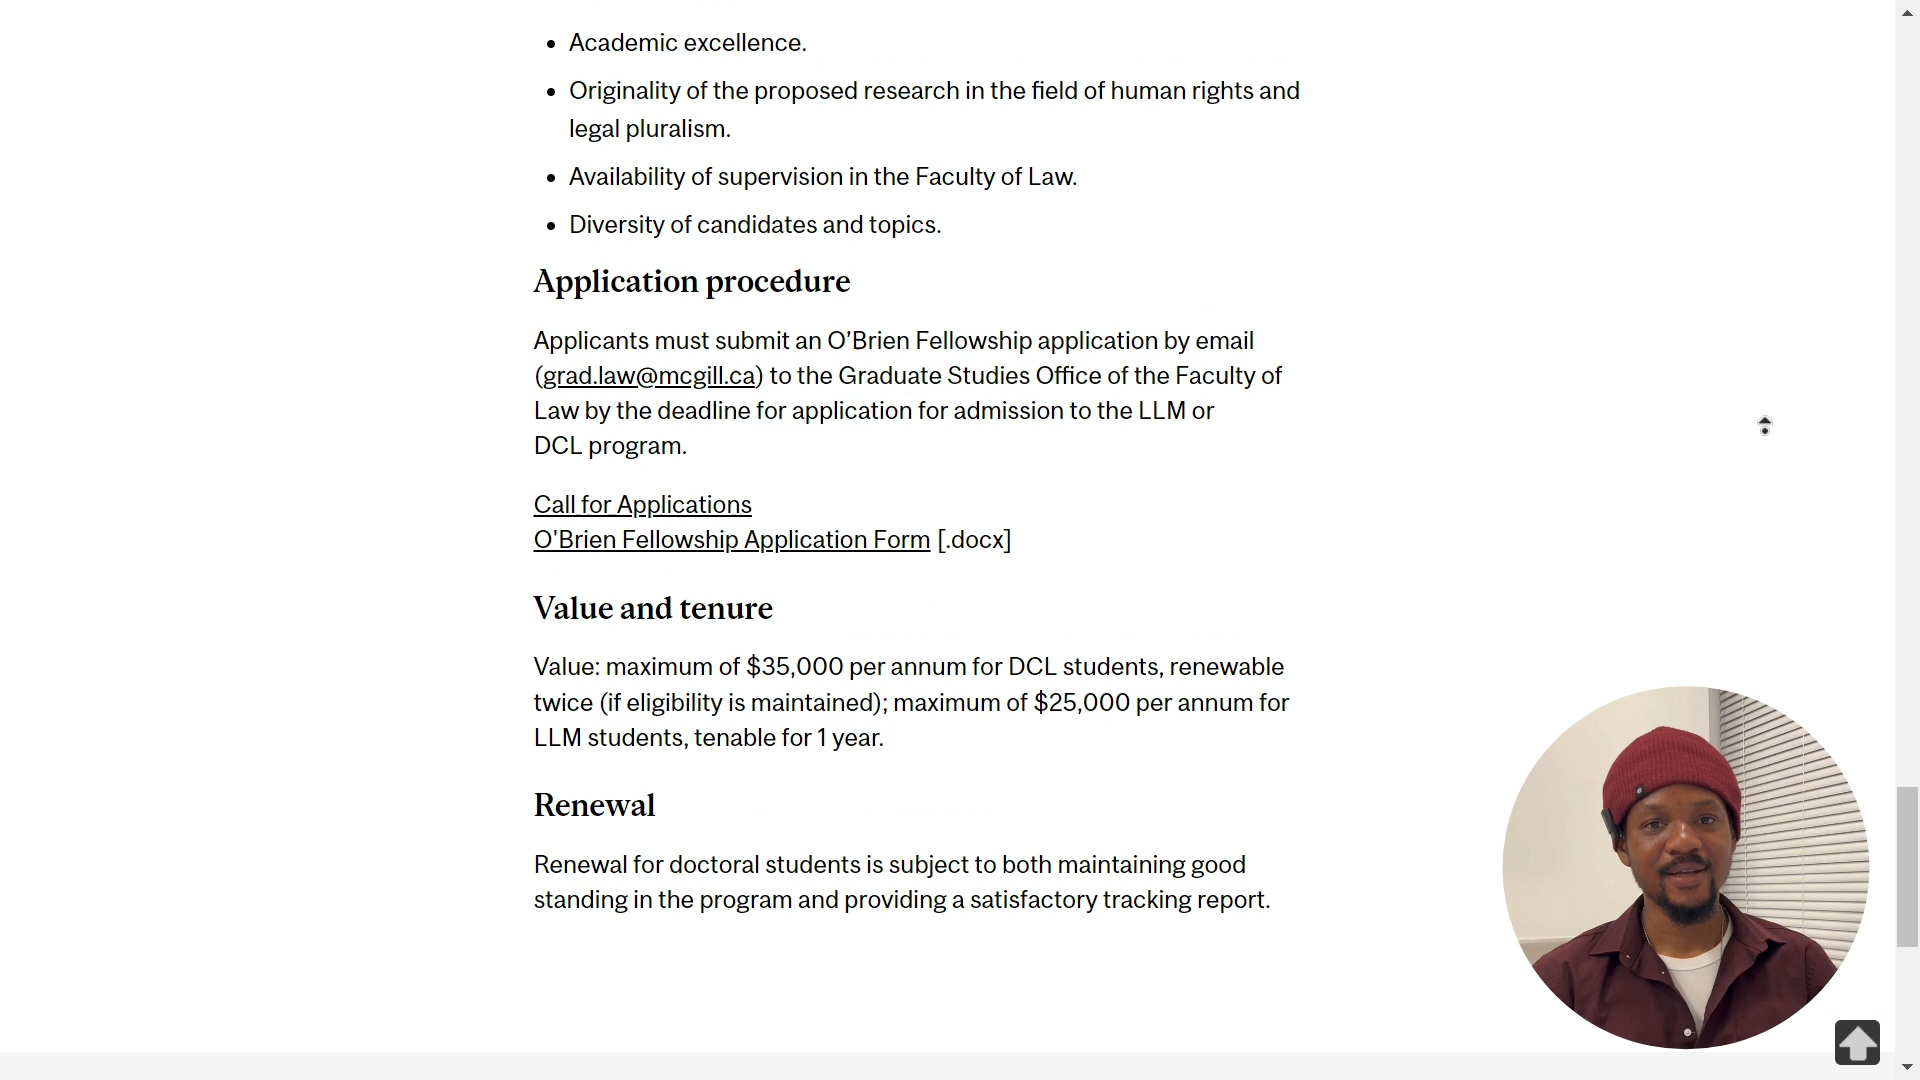 Academic excellence.
Originality of the proposed research in the field of human rights and
legal pluralism.
Availability of supervision in the Faculty of Law.
Diversity of candidates and topics.
Application procedure
Applicants must submit an O’Brien Fellowship application by email
(grad.law@mcgill.ca) to the Graduate Studies Office of the Faculty of
Law by the deadline for application for admission to the LLM or
DCL program.
Call for Applications
O'Brien Fellowship Application Form [.docx]
Value and tenure
Value: maximum of $35,000 per annum for DCL students, renewable
twice (if eligibility is maintained); maximum of $25,000 per annum for
LLM students, tenable for 1 year.
Renewal
Renewal for doctoral students is subject to both maintaining good
standing in the program and providing a satisfactory tracking report.